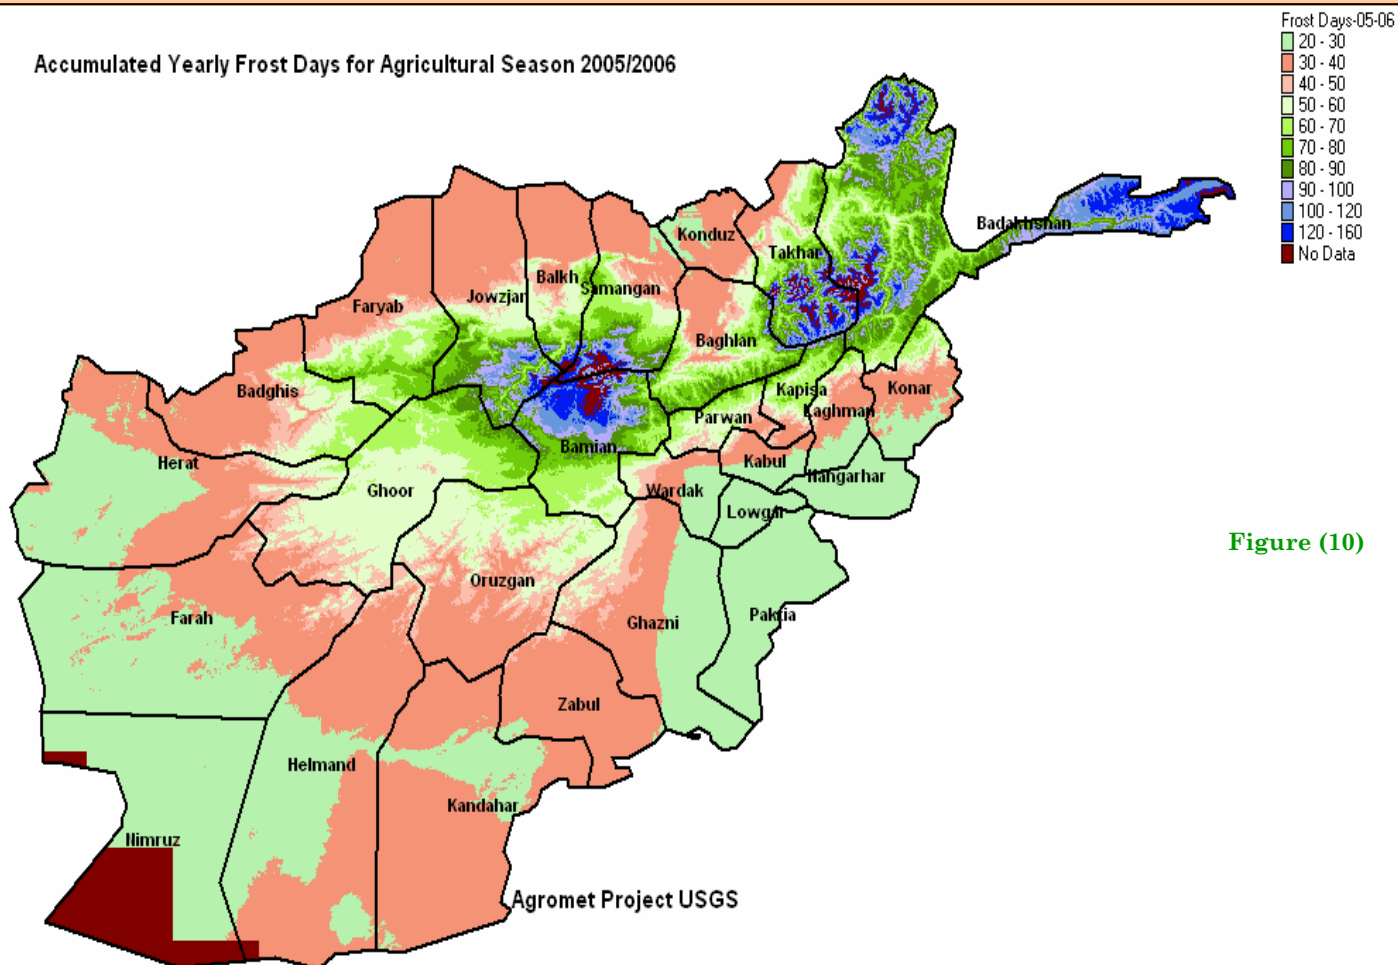 Accumulated Yearly Frost Days for Agricultural Season 2005/2006
Frost Days-05-06
20 - 30
30 - 40
40 - 50
50 - 60
60 - 70
70 - 80
80 - 90
90 - 100
100 - 120
120 - 160
No Data
Badakhshan
Konduz
Takhar
Balkh
Samangan
Jowzjan
Faryab
Baghlan
Badghis
Kapisa
Konar
Laghman
Parwan
Bamian
Herat
Kabul
Nangarhar
Ghoor
Wardak
Lowgar
Figure (10)
Oruzgan
Farah
Ghazni
Paktia
Zabul
Helmand
Kandahar
Nimruz
Agromet Project USGS